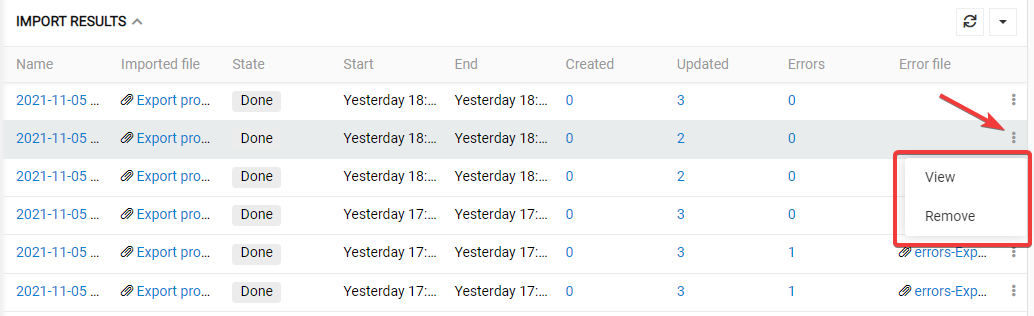 IMPORT RESULTS
Name Imported file State Start End Created Updated Errors Error file
2021-11-05 ... Export pro... Done Yesterday 18:... Yesterday 18:... 0 3 0
2021-11-05 ... Export pro... Done Yesterday 18:... Yesterday 18:... 0 2 0
2021-11-05 ... Export pro... Done Yesterday 18:... Yesterday 18:... 0 2 0 View
2021-11-05 ... Export pro... Done Yesterday 17:... Yesterday 17:... 0 3 0 Remove
2021-11-05 ... Export pro... Done Yesterday 17:... Yesterday 17:... 0 3 1 errors-Exp...
2021-11-05 ... Export pro... Done Yesterday 17:... Yesterday 17:... 0 3 1 errors-Exp...